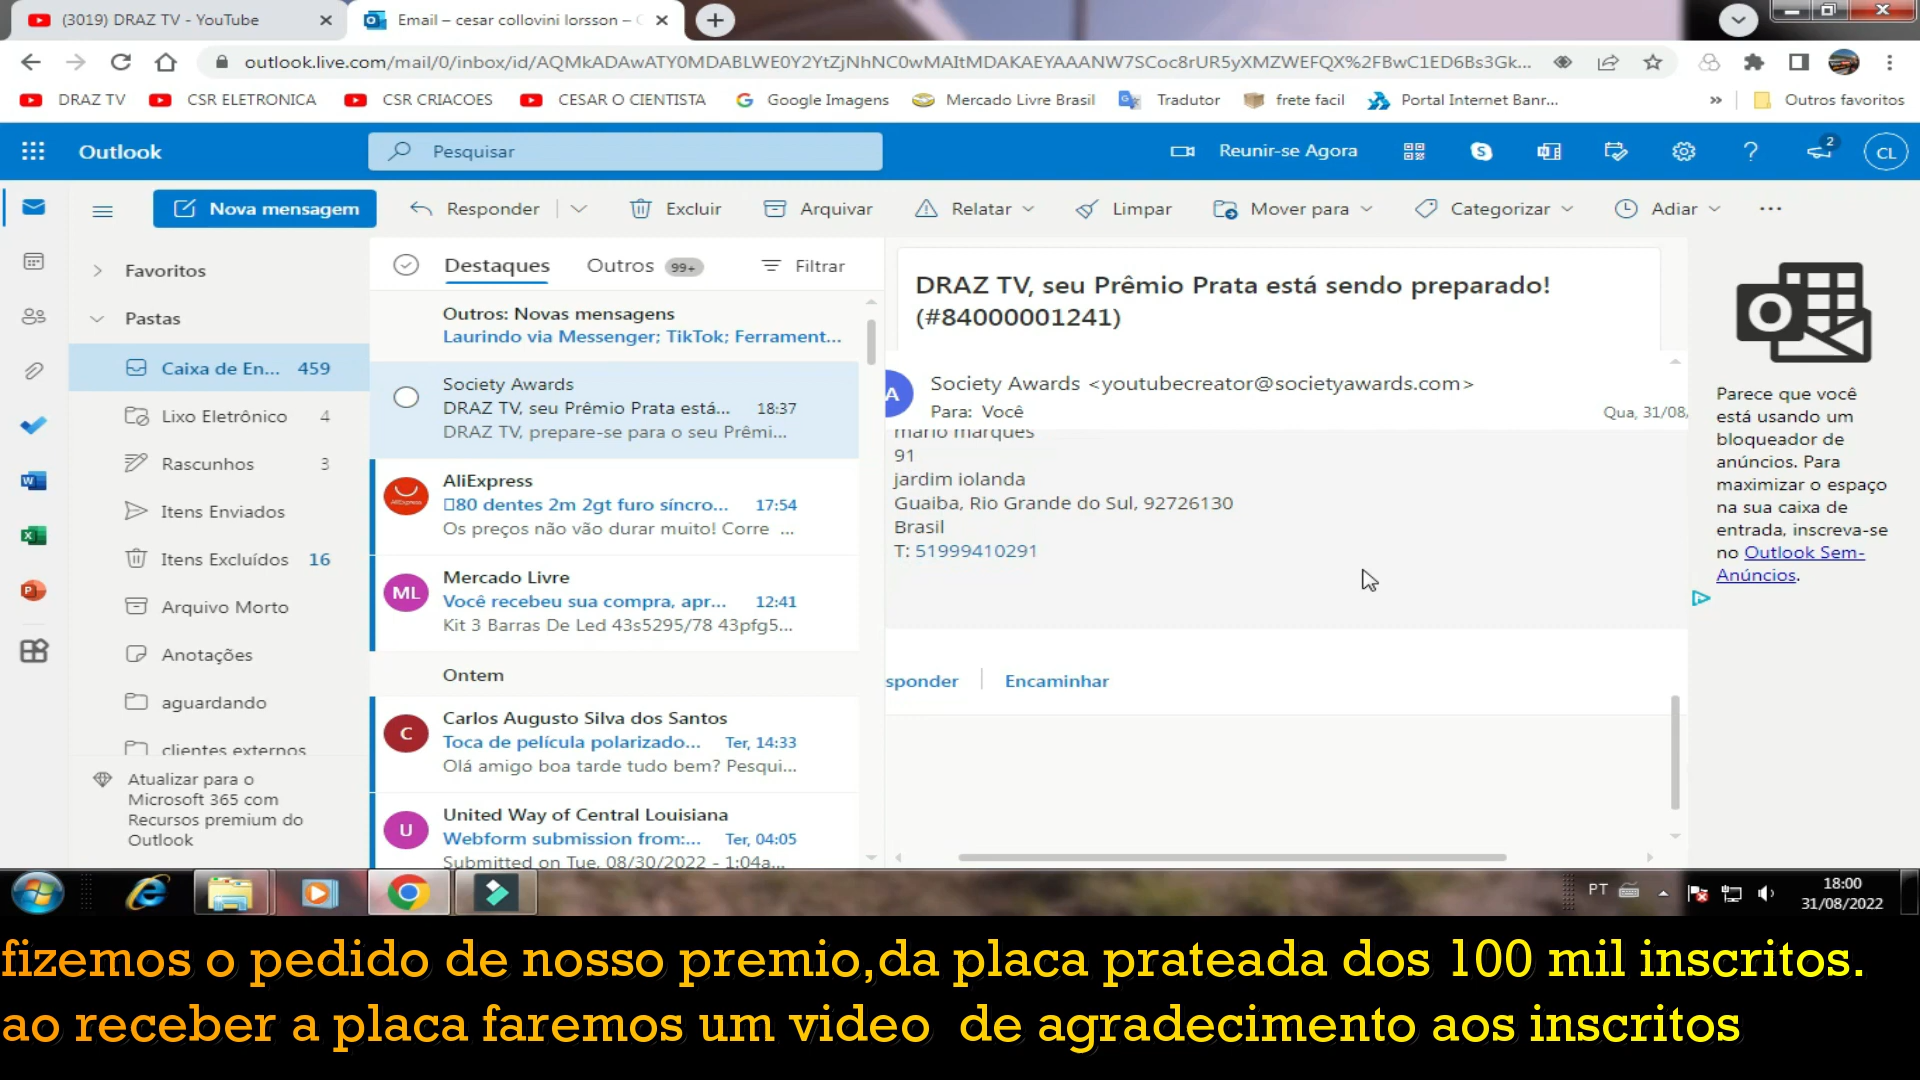 (3019) DRAZ TV - YouTube
Email – cesar collovini lorsson –
outlook.live.com/mail/0/inbox/id/AQMkADAwATY0MDABLWE0Y2YtZjNhNC0wMAItMDAKAEYAAANW7SCoc8rUR5yXMZWEFQX%2FBwC1ED6Bs3Gk...
DRAZ TV
CSR ELETRONICA
CSR CRIACOES
CESAR O CIENTISTA
Google Imagens
Mercado Livre Brasil
Tradutor
frete facil
Portal Internet Banr...
»
Outros favoritos
Outlook
Pesquisar
Reunir-se Agora
2
CL
Nova mensagem
Responder
Excluir
Arquivar
Relatar
Limpar
Mover para
Categorizar
Adiar
Favoritos
Pastas
Caixa de En... 459
Lixo Eletrônico 4
Rascunhos 3
Itens Enviados
Itens Excluídos 16
Arquivo Morto
Anotações
aguardando
clientes externos
Atualizar para o
Microsoft 365 com
Recursos premium do
Outlook
Destaques
Outros 99+
Filtrar
Outros: Novas mensagens
Laurindo via Messenger; TikTok; Ferrament...
Society Awards
DRAZ TV, seu Prêmio Prata está... 18:37
DRAZ TV, prepare-se para o seu Prêmi...
AliExpress
80 dentes 2m 2gt furo síncro... 17:54
Os preços não vão durar muito! Corre ...
ML
Mercado Livre
Você recebeu sua compra, apr... 12:41
Kit 3 Barras De Led 43s5295/78 43pfg5...
Ontem
C
Carlos Augusto Silva dos Santos
Toca de película polarizado... Ter, 14:33
Olá amigo boa tarde tudo bem? Pesqui...
U
United Way of Central Louisiana
Webform submission from:... Ter, 04:05
Submitted on Tue, 08/30/2022 - 1:04a...
DRAZ TV, seu Prêmio Prata está sendo preparado!
(#84000001241)
A
Society Awards <youtubecreator@societyawards.com>
Para: Você
Qua, 31/08/
mario marques
91
jardim iolanda
Guaiba, Rio Grande do Sul, 92726130
Brasil
T: 51999410291
sponder
Encaminhar
Parece que você
está usando um
bloqueador de
anúncios. Para
maximizar o espaço
na sua caixa de
entrada, inscreva-se
no Outlook Sem-
Anúncios.
PT
18:00
31/08/2022
fizemos o pedido de nosso premio,da placa prateada dos 100 mil inscritos.
ao receber a placa faremos um video de agradecimento aos inscritos